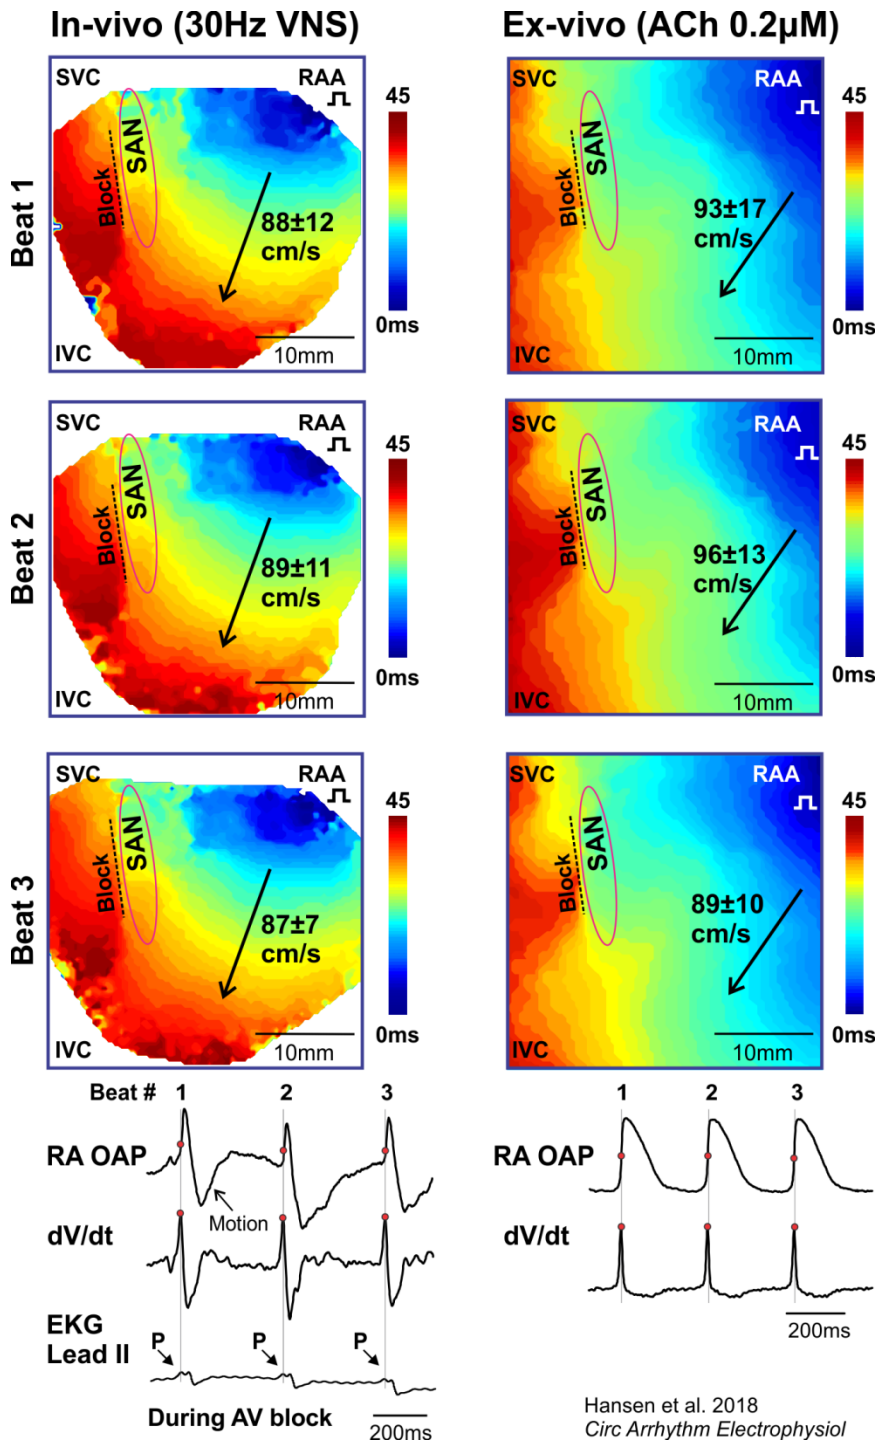 In-vivo (30Hz VNS)
Ex-vivo (ACh 0.2µM)
Beat 1
SVC
RAA
SAN
Block
88±12
cm/s
IVC
10mm
45
0ms
SVC
RAA
SAN
Block
93±17
cm/s
IVC
10mm
45
0ms
Beat 2
SVC
RAA
SAN
Block
89±11
cm/s
IVC
10mm
45
0ms
SVC
RAA
SAN
Block
96±13
cm/s
IVC
10mm
45
0ms
Beat 3
SVC
RAA
SAN
Block
87±7
cm/s
IVC
10mm
45
0ms
SVC
RAA
SAN
Block
89±10
cm/s
IVC
10mm
45
0ms
Beat # 1 2 3
RA OAP
Motion
dV/dt
EKG
Lead II
P P P
During AV block
200ms
1 2 3
RA OAP
dV/dt
200ms
Hansen et al. 2018
Circ Arrhythm Electrophysiol